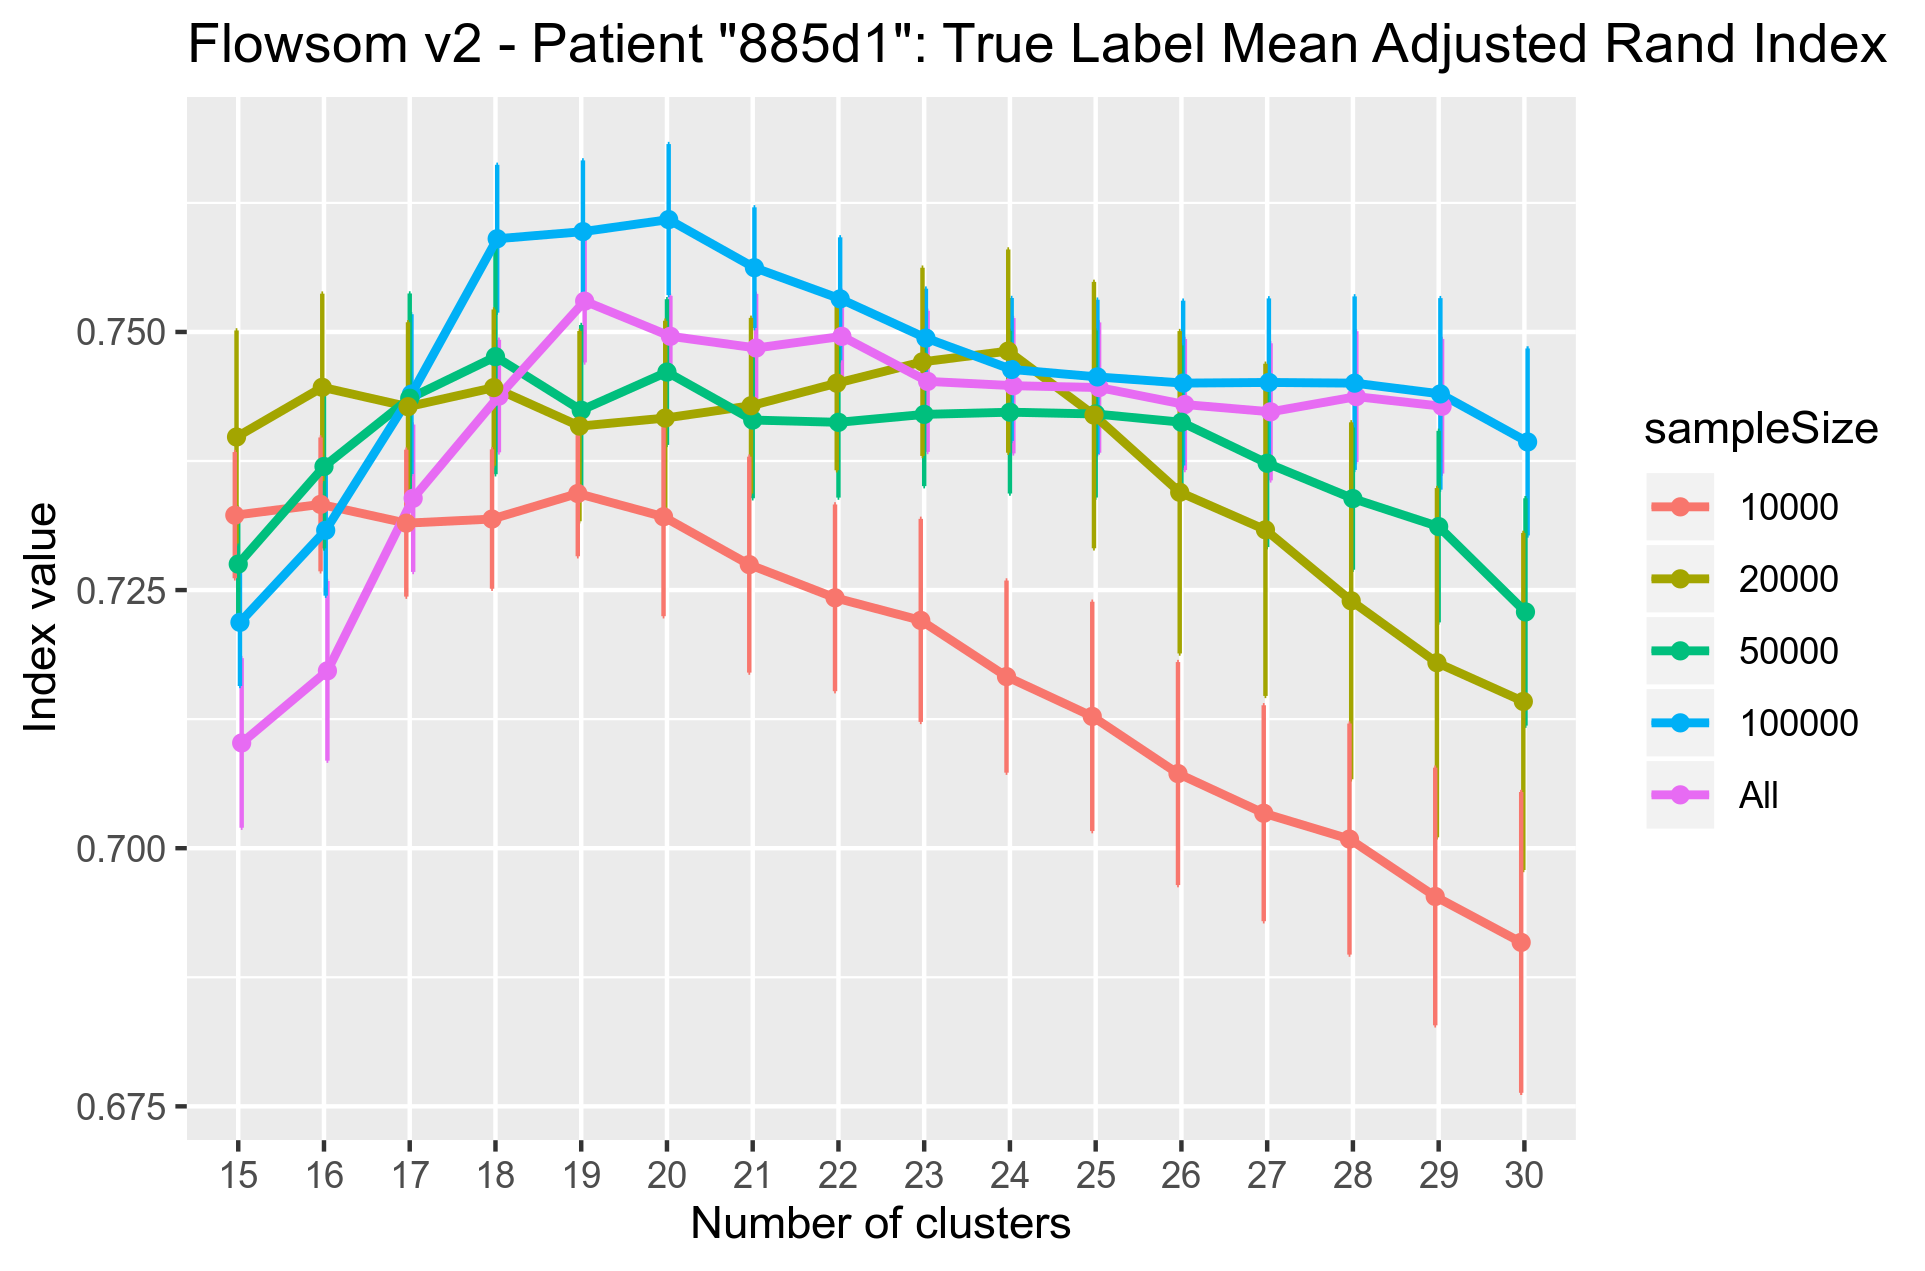 Flowsom v2 - Patient "885d1": True Label Mean Adjusted Rand Index
Index value
0.750
0.725
0.700
0.675
15 16 17 18 19 20 21 22 23 24 25 26 27 28 29 30
Number of clusters
sampleSize
10000
20000
50000
100000
All